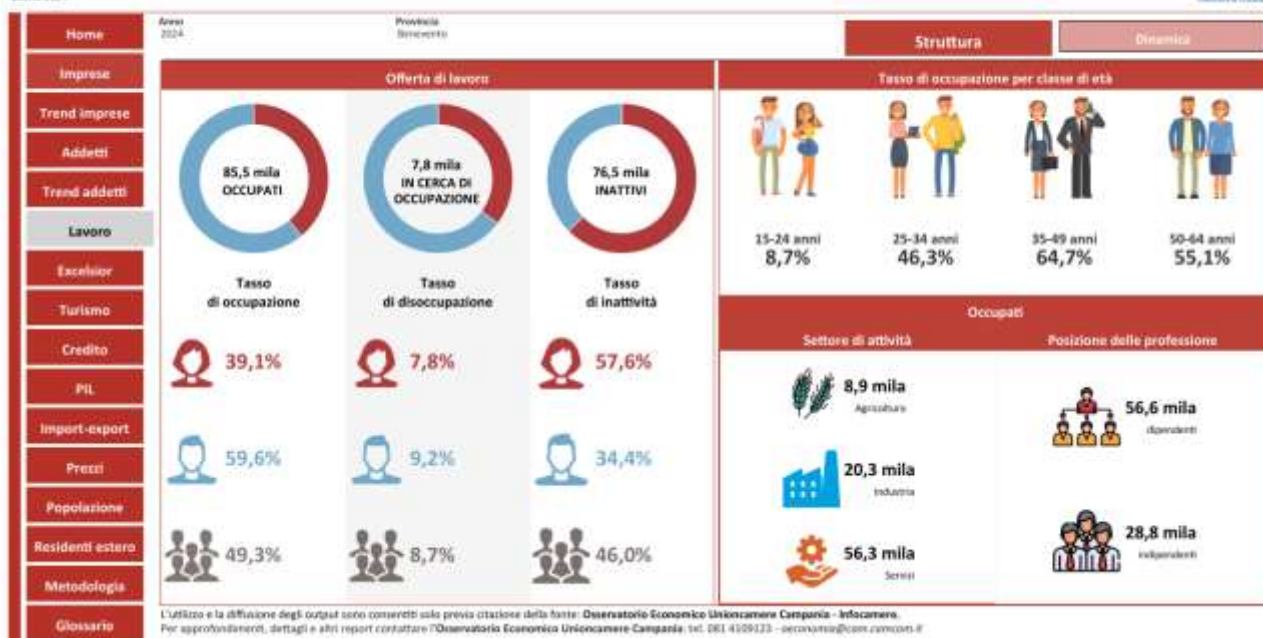 Home
Imprese
Trend imprese
Addetti
Trend addetti
Lavoro
Excelsior
Turismo
Credito
PIL
Import-export
Prezzi
Popolazione
Residenti estero
Metodologia
Glossario
Anno
2024
Provincia
Benevento
Struttura
Dinamica
Offerta di lavoro
85,5 mila
OCCUPATI
7,8 mila
IN CERCA DI
OCCUPAZIONE
76,5 mila
INATTIVI
Tasso
di occupazione
Tasso
di disoccupazione
Tasso
di inattività
39,1%
7,8%
57,6%
59,6%
9,2%
34,4%
49,3%
8,7%
46,0%
Tasso di occupazione per classe di età
15-24 anni
8,7%
25-34 anni
46,3%
35-49 anni
64,7%
50-64 anni
55,1%
Occupati
Settore di attività
Posizione delle professione
8,9 mila
Agricoltura
20,3 mila
Industria
56,3 mila
Servizi
56,6 mila
dipendenti
28,8 mila
indipendenti
L'utilizzo e la diffusione degli output sono consentiti solo previa citazione della fonte: Osservatorio Economico Unioncamere Campania - Infocamere.
Per approfondimenti, dettagli e altri report contattare l'Osservatorio Economico Unioncamere Campania: tel. 081 4109123 -